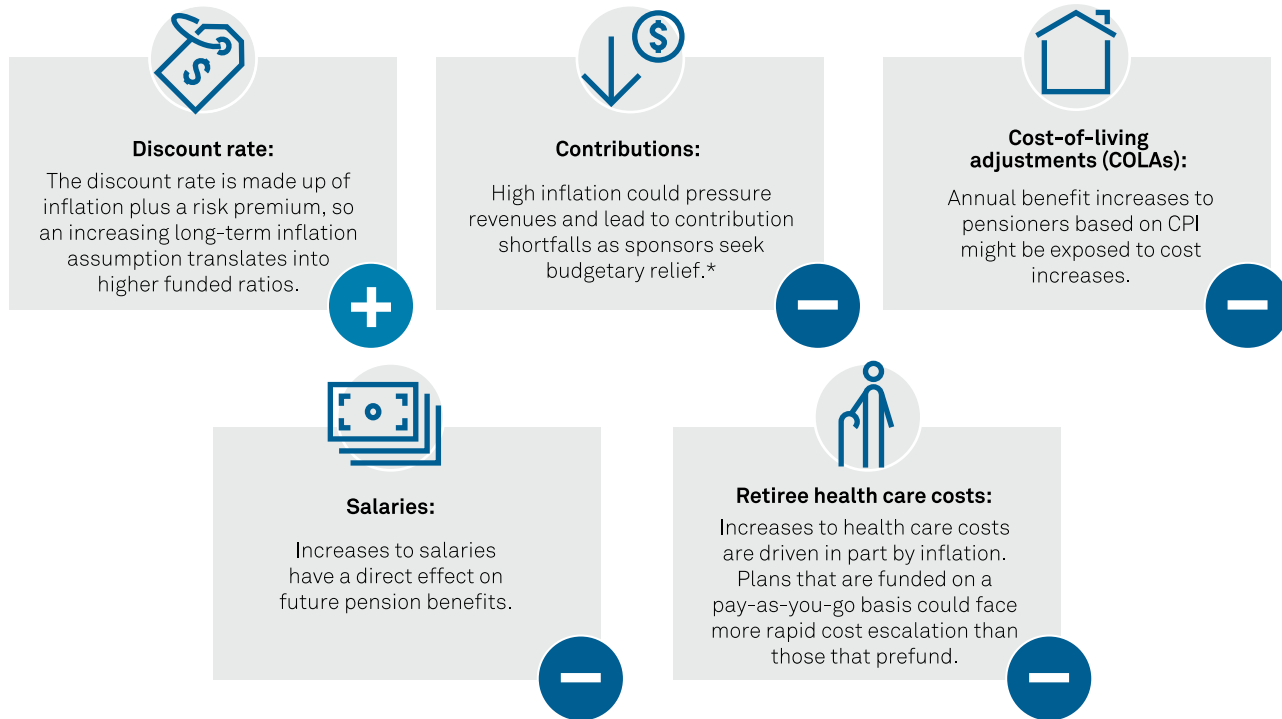 $
Discount rate:
The discount rate is made up of
inflation plus a risk premium, so
an increasing long-term inflation
assumption translates into
higher funded ratios.
+
$
Contributions:
High inflation could pressure
revenues and lead to contribution
shortfalls as sponsors seek
budgetary relief.*
−
Cost-of-living
adjustments (COLAs):
Annual benefit increases to
pensioners based on CPI
might be exposed to cost
increases.
−
Salaries:
Increases to salaries
have a direct effect on
future pension benefits.
−
Retiree health care costs:
Increases to health care costs
are driven in part by inflation.
Plans that are funded on a
pay-as-you-go basis could face
more rapid cost escalation than
those that prefund.
−